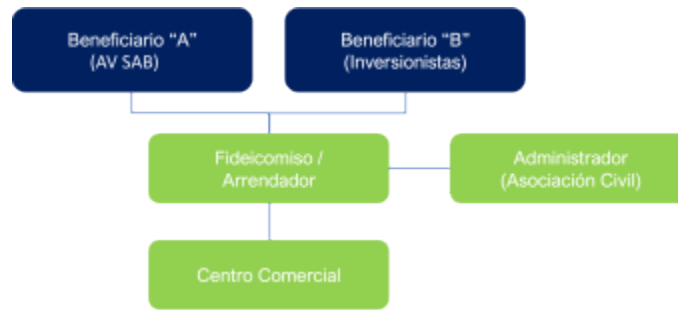 Beneficiario “A”
(AV SAB)
Beneficiario “B”
(Inversionistas)
Fideicomiso /
Arrendador
Administrador
(Asociación Civil)
Centro Comercial